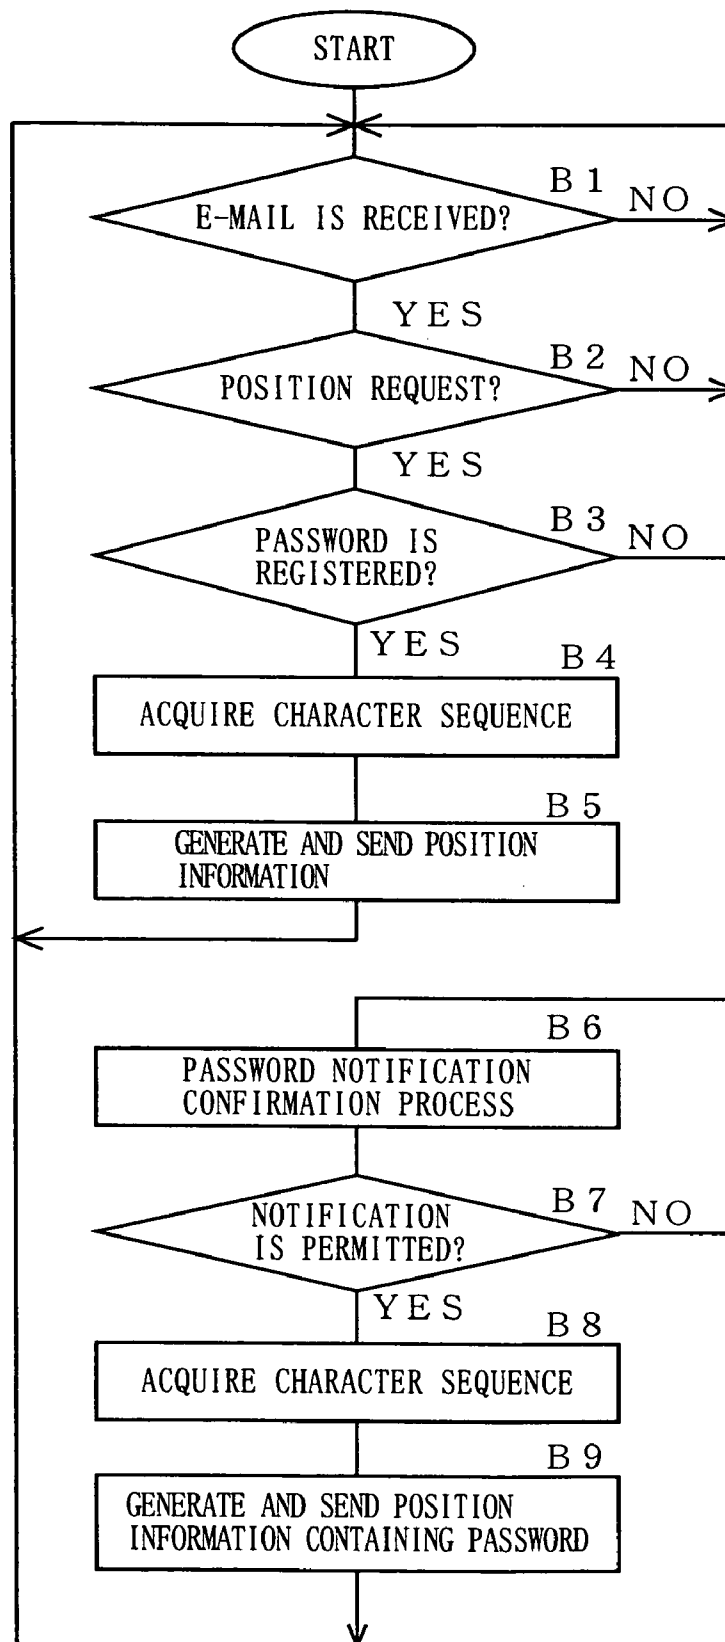 START
B1
E-MAIL IS RECEIVED?
NO
YES
B2
POSITION REQUEST?
NO
YES
B3
PASSWORD IS
REGISTERED?
NO
YES
B4
ACQUIRE CHARACTER SEQUENCE
B5
GENERATE AND SEND POSITION
INFORMATION
B6
PASSWORD NOTIFICATION
CONFIRMATION PROCESS
B7
NOTIFICATION
IS PERMITTED?
NO
YES
B8
ACQUIRE CHARACTER SEQUENCE
B9
GENERATE AND SEND POSITION
INFORMATION CONTAINING PASSWORD